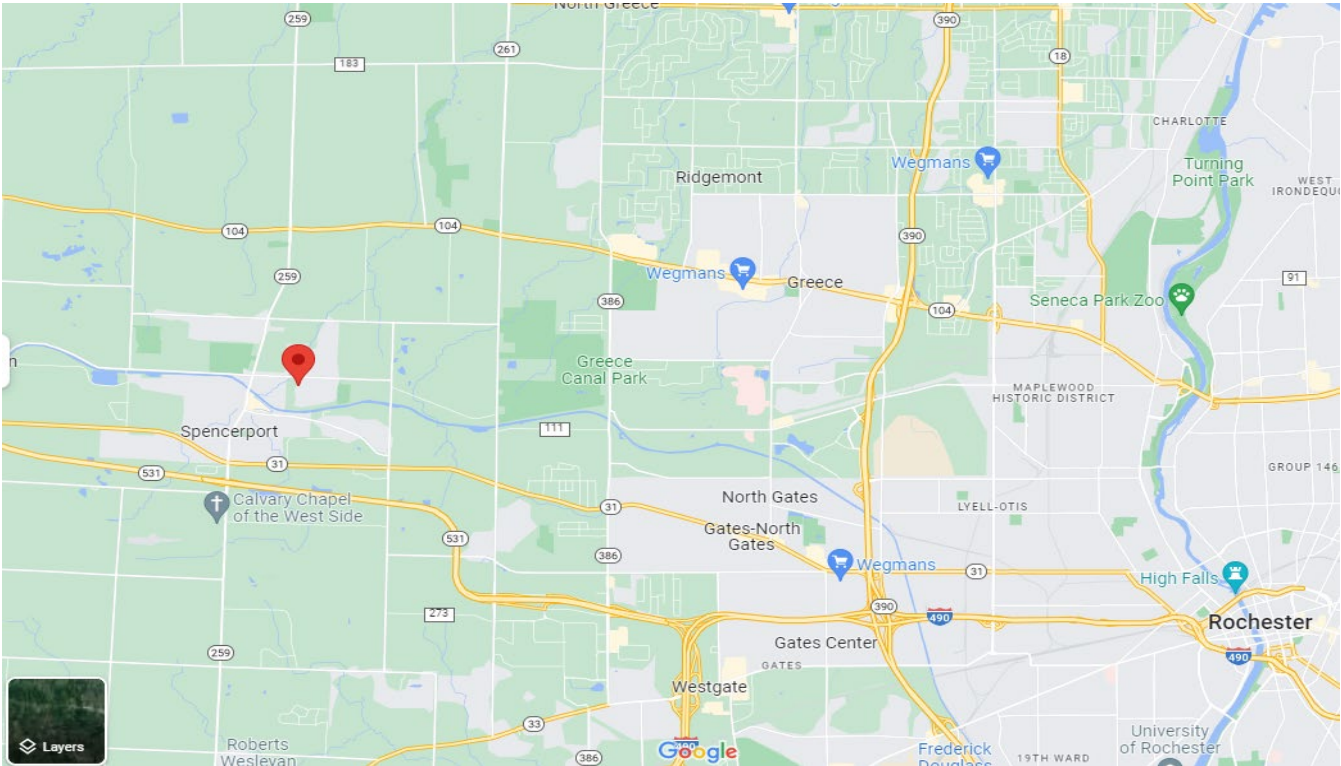 North Greece
Wegmans
259
390
261
183
18
CHARLOTTE
Wegmans
Turning
Point Park
WEST
IRONDEQUO
Ridgemont
104
104
390
259
Wegmans
Greece
91
Seneca Park Zoo
386
104
n
Greece
Canal Park
MAPLEWOOD
HISTORIC DISTRICT
Spencerport
111
31
531
GROUP 146
Calvary Chapel
of the West Side
North Gates
LYELL-OTIS
31
Gates-North
Gates
531
386
Wegmans
31
High Falls
390
273
490
Rochester
Gates Center
259
490
GATES
Westgate
Layers
33
Roberts
Wesleyan
386
490
Google
Frederick
Douglass
19TH WARD
University
of Rochester